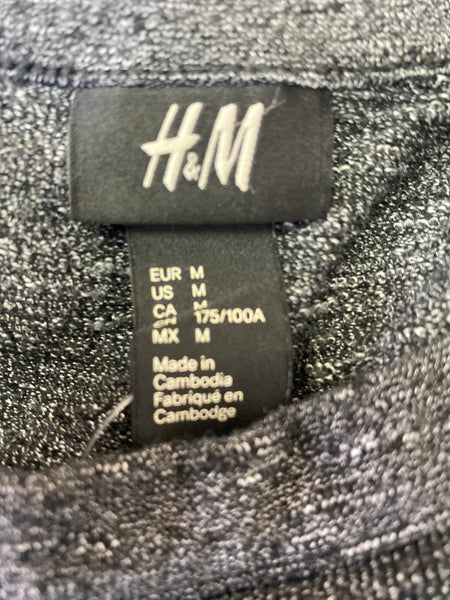 H&M
EUR M
US M
CA M
175/100A
MX M
Made in
Cambodia
Fabriqué en
Cambodge